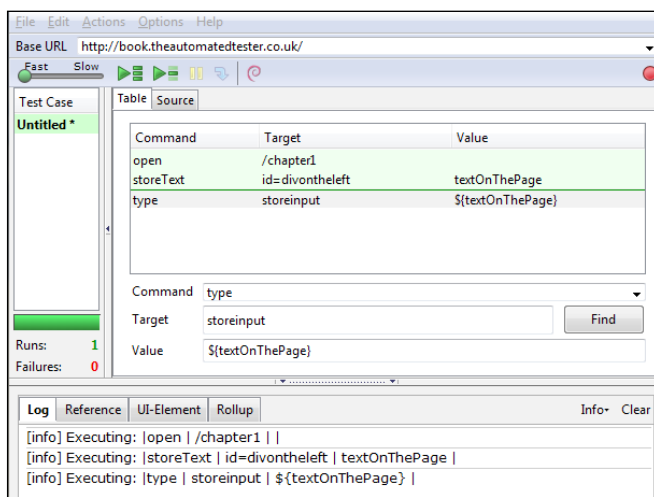 File Edit Actions Options Help
Base URL http://book.theautomatedtester.co.uk/
Fast Slow
Test Case
Untitled *
Table Source
Command Target Value
open /chapter1
storeText id=divontheleft textOnThePage
type storeinput ${textOnThePage}
Command type
Target storeinput Find
Value ${textOnThePage}
Runs: 1
Failures: 0
Log Reference UI-Element Rollup Info Clear
[info] Executing: |open | /chapter1 | |
[info] Executing: |storeText | id=divontheleft | textOnThePage |
[info] Executing: |type | storeinput | ${textOnThePage} |